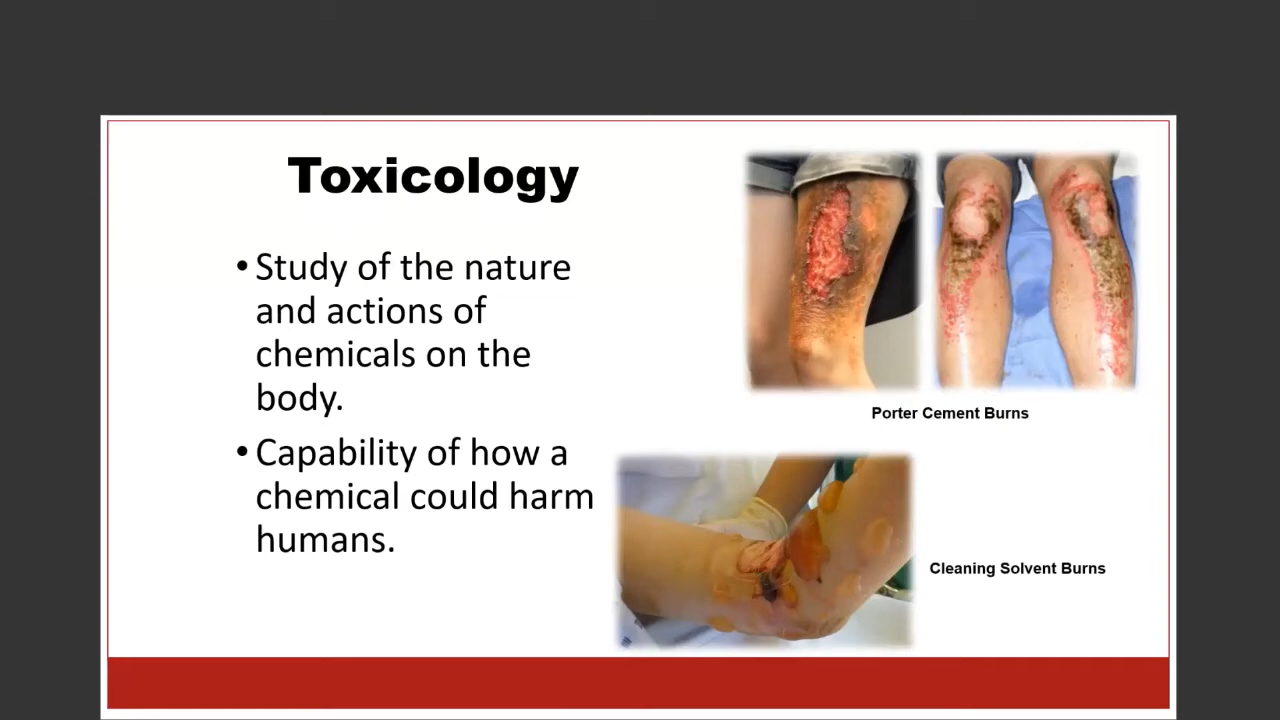 Toxicology
• Study of the nature
and actions of
chemicals on the
body.
• Capability of how a
chemical could harm
humans.
Porter Cement Burns
Cleaning Solvent Burns